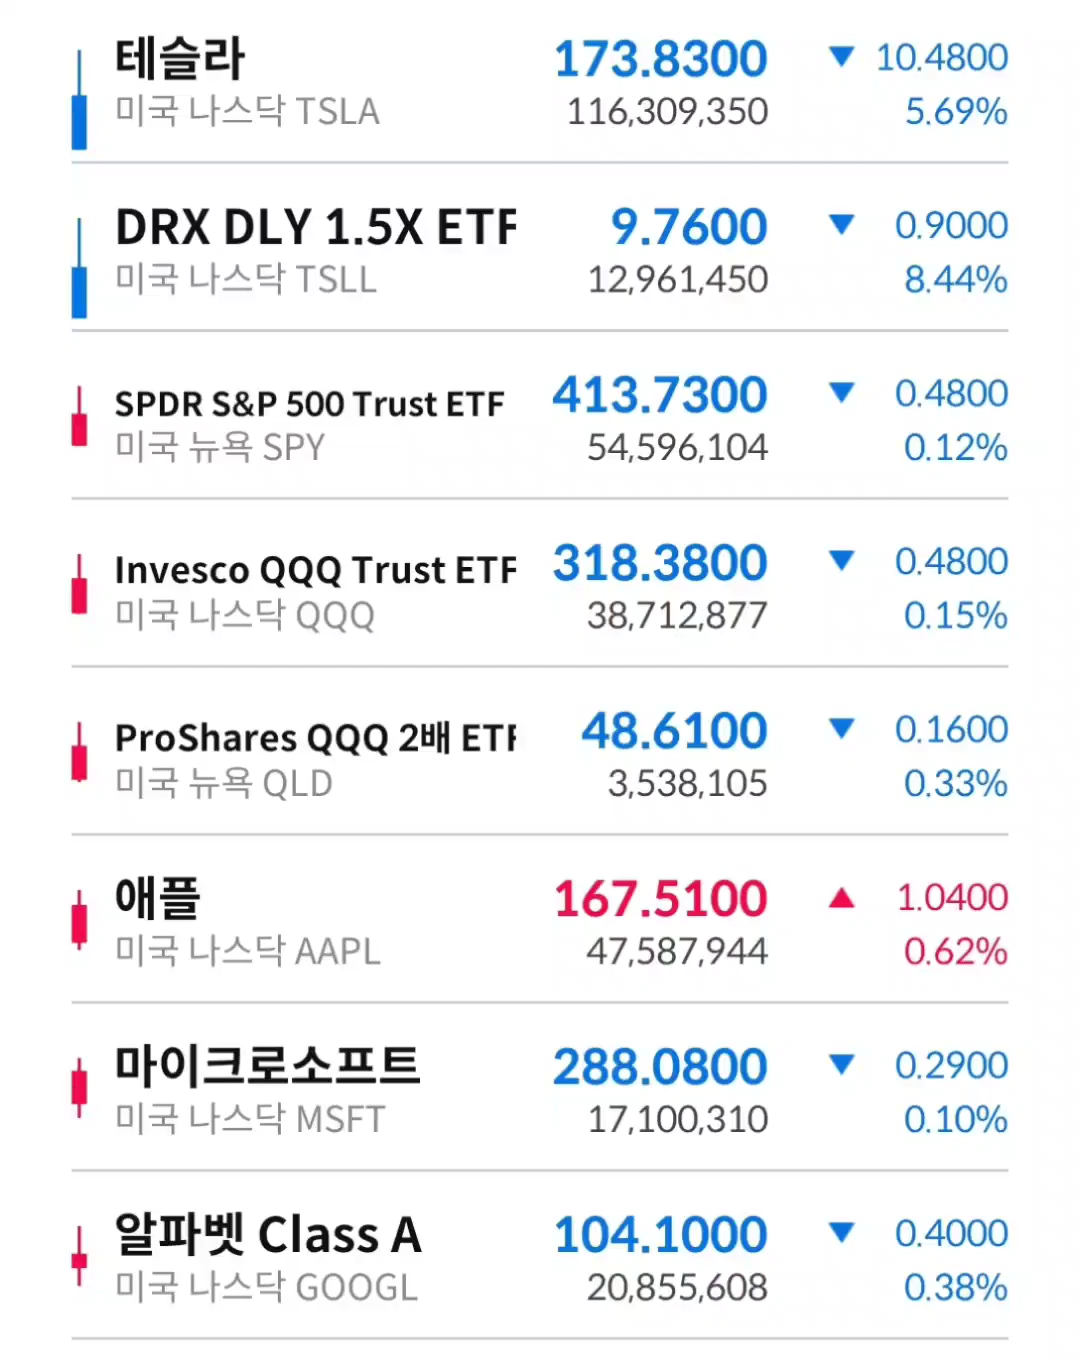 테슬라 173.8300 ▼ 10.4800
미국 나스닥 TSLA 116,309,350 5.69%
DRX DLY 1.5X ETF 9.7600 ▼ 0.9000
미국 나스닥 TSLL 12,961,450 8.44%
SPDR S&P 500 Trust ETF 413.7300 ▼ 0.4800
미국 뉴욕 SPY 54,596,104 0.12%
Invesco QQQ Trust ETF 318.3800 ▼ 0.4800
미국 나스닥 QQQ 38,712,877 0.15%
ProShares QQQ 2배 ETF 48.6100 ▼ 0.1600
미국 뉴욕 QLD 3,538,105 0.33%
애플 167.5100 ▲ 1.0400
미국 나스닥 AAPL 47,587,944 0.62%
마이크로소프트 288.0800 ▼ 0.2900
미국 나스닥 MSFT 17,100,310 0.10%
알파벳 Class A 104.1000 ▼ 0.4000
미국 나스닥 GOOGL 20,855,608 0.38%